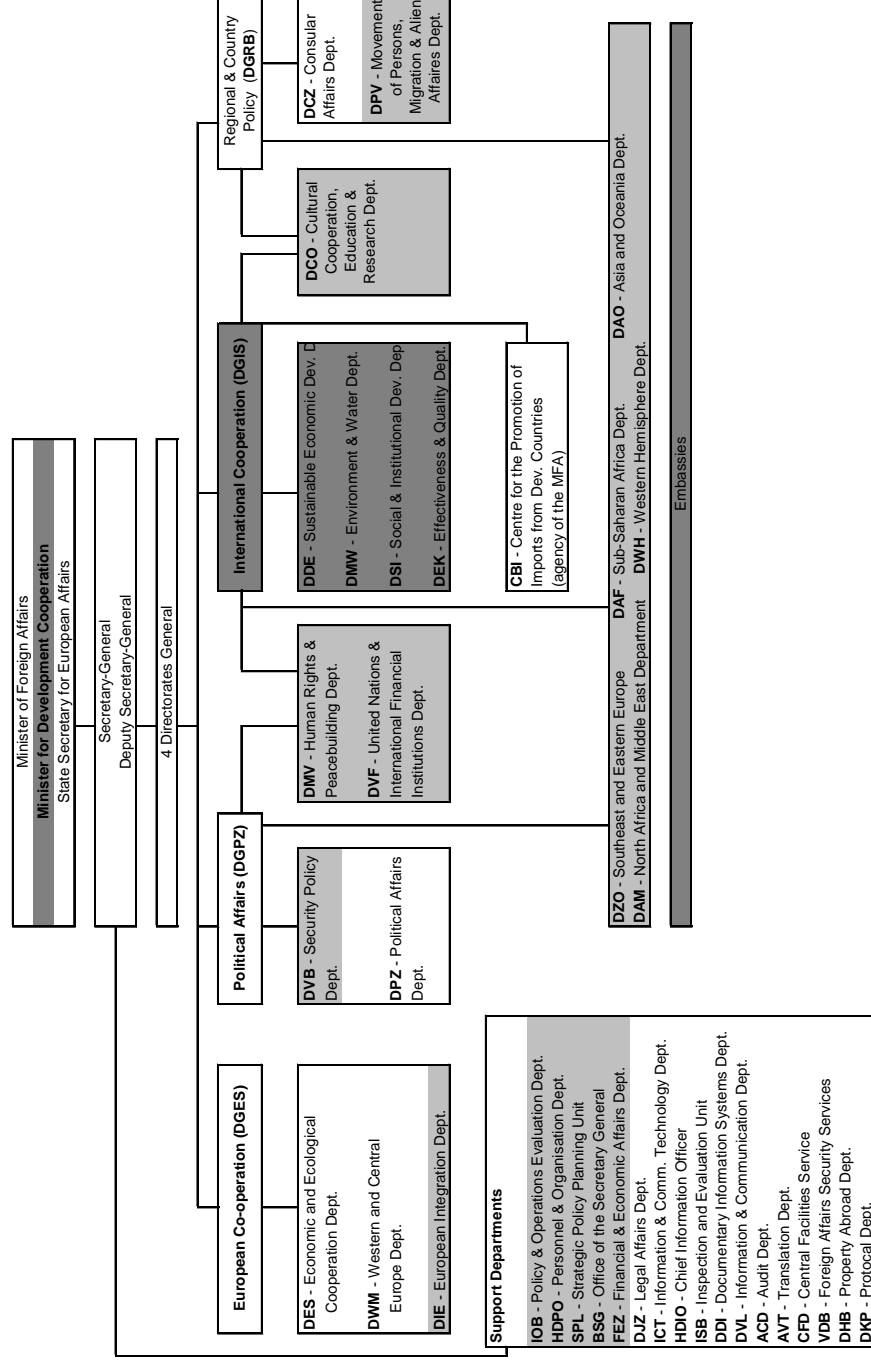 Minister of Foreign Affairs
Minister for Development Cooperation
State Secretary for European Affairs
Secretary-General
Deputy Secretary-General
4 Directorates General
European Co-operation (DGES)
Political Affairs (DGPZ)
International Cooperation (DGIS)
Regional & Country
Policy (DGRB)
DES - Economic and Ecological
Cooperation Dept.
DWM - Western and Central
Europe Dept.
DIE - European Integration Dept.
DVB - Security Policy
Dept.
DPZ - Political Affairs
Dept.
DMV - Human Rights &
Peacebuilding Dept.
DVF - United Nations &
International Financial
Institutions Dept.
DDE - Sustainable Economic Dev. D
DMW - Environment & Water Dept.
DSI - Social & Institutional Dev. Dep
DEK - Effectiveness & Quality Dept.
DCO - Cultural
Cooperation,
Education &
Research Dept.
DCZ - Consular
Affairs Dept.
DPV - Movement
of Persons,
Migration & Alien
Affaires Dept.
CBI - Centre for the Promotion of
Imports from Dev. Countries
(agency of the MFA)
DZO - Southeast and Eastern Europe DAF - Sub-Saharan Africa Dept. DAO - Asia and Oceania Dept.
DAM - North Africa and Middle East Department DWH - Western Hemisphere Dept.
Embassies
Support Departments
IOB - Policy & Operations Evaluation Dept.
HDPO - Personnel & Organisation Dept.
SPL - Strategic Policy Planning Unit
BSG - Office of the Secretary General
FEZ - Financial & Economic Affairs Dept.
DJZ - Legal Affairs Dept.
ICT - Information & Comm. Technology Dept.
HDIO - Chief Information Officer
ISB - Inspection and Evaluation Unit
DDI - Documentary Information Systems Dept.
DVL - Information & Communication Dept.
ACD - Audit Dept.
AVT - Translation Dept.
CFD - Central Facilities Service
VDB - Foreign Affairs Security Services
DHB - Property Abroad Dept.
DKP - Protocal Dept.